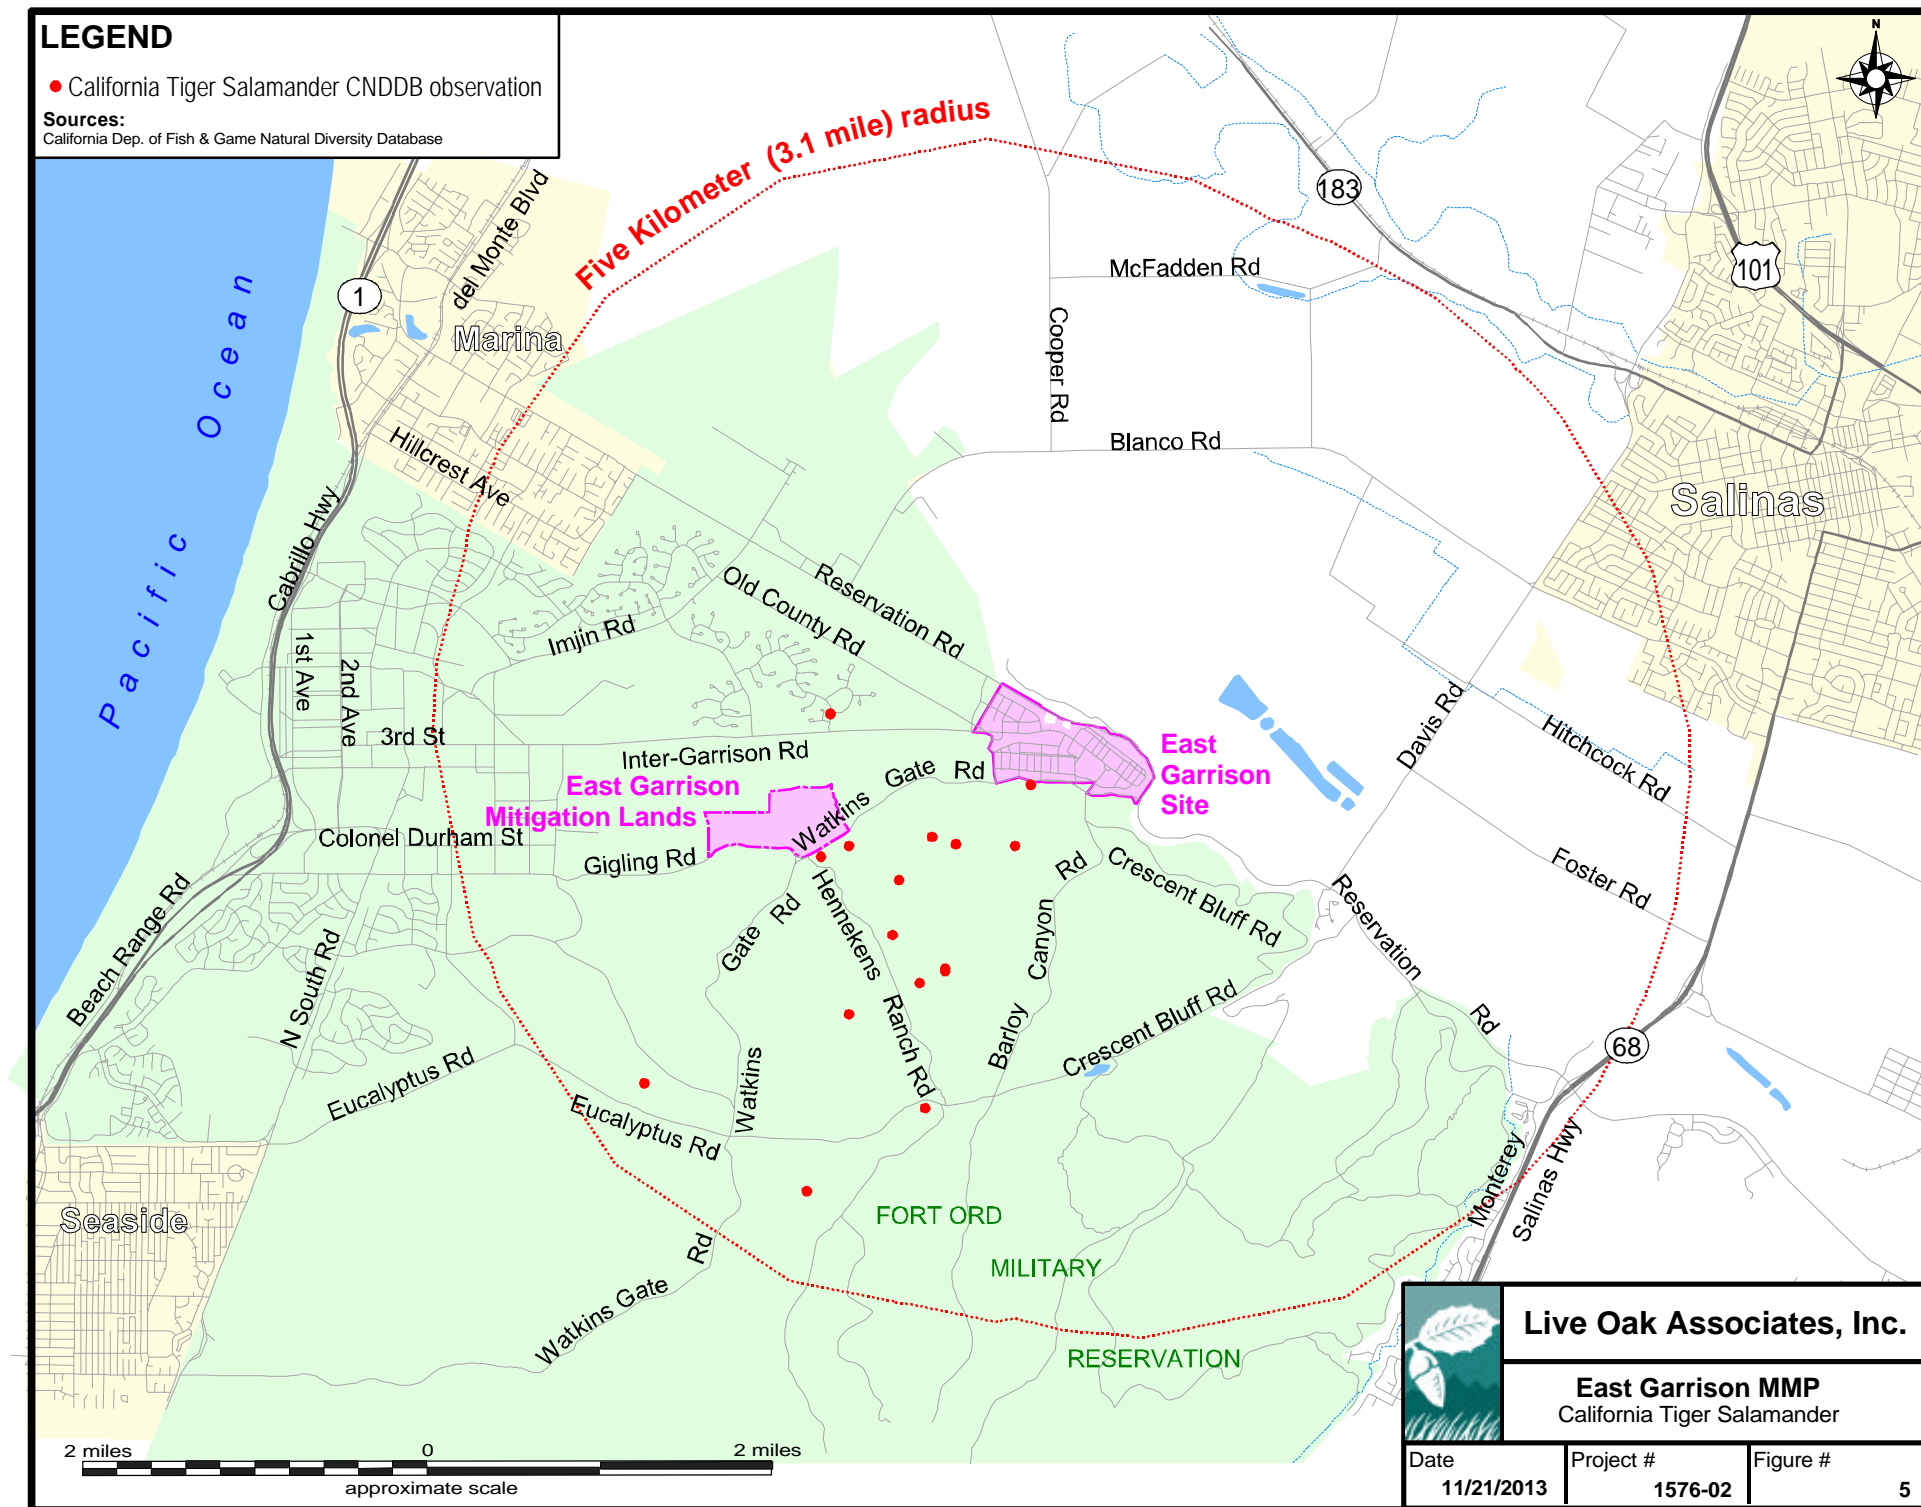 LEGEND
California Tiger Salamander CNDDB observation
Sources:
California Dep. of Fish & Game Natural Diversity Database
N
Five Kilometer (3.1 mile) radius
183
101
1
del Monte Blvd
Marina
McFadden Rd
Cooper Rd
Blanco Rd
Hillcrest Ave
Salinas
Pacific Ocean
Cabrillo Hwy
Reservation Rd
Old County Rd
Imjin Rd
1st Ave
2nd Ave
3rd St
Inter-Garrison Rd
East Garrison
Mitigation Lands
Watkins Gate Rd
East
Garrison
Site
Davis Rd
Hitchcock Rd
Colonel Durham St
Gigling Rd
Foster Rd
Crescent Bluff Rd
Reservation Rd
Beach Range Rd
N South Rd
Gate Rd
Hennekens Ranch Rd
Barloy Canyon Rd
Crescent Bluff Rd
68
Eucalyptus Rd
Eucalyptus Rd
Watkins
Monterey
Salinas Hwy
Seaside
FORT ORD
MILITARY
RESERVATION
Watkins Gate Rd
2 miles 0 2 miles
approximate scale
Live Oak Associates, Inc.
East Garrison MMP
California Tiger Salamander
Date Project # Figure #
11/21/2013 1576-02 5